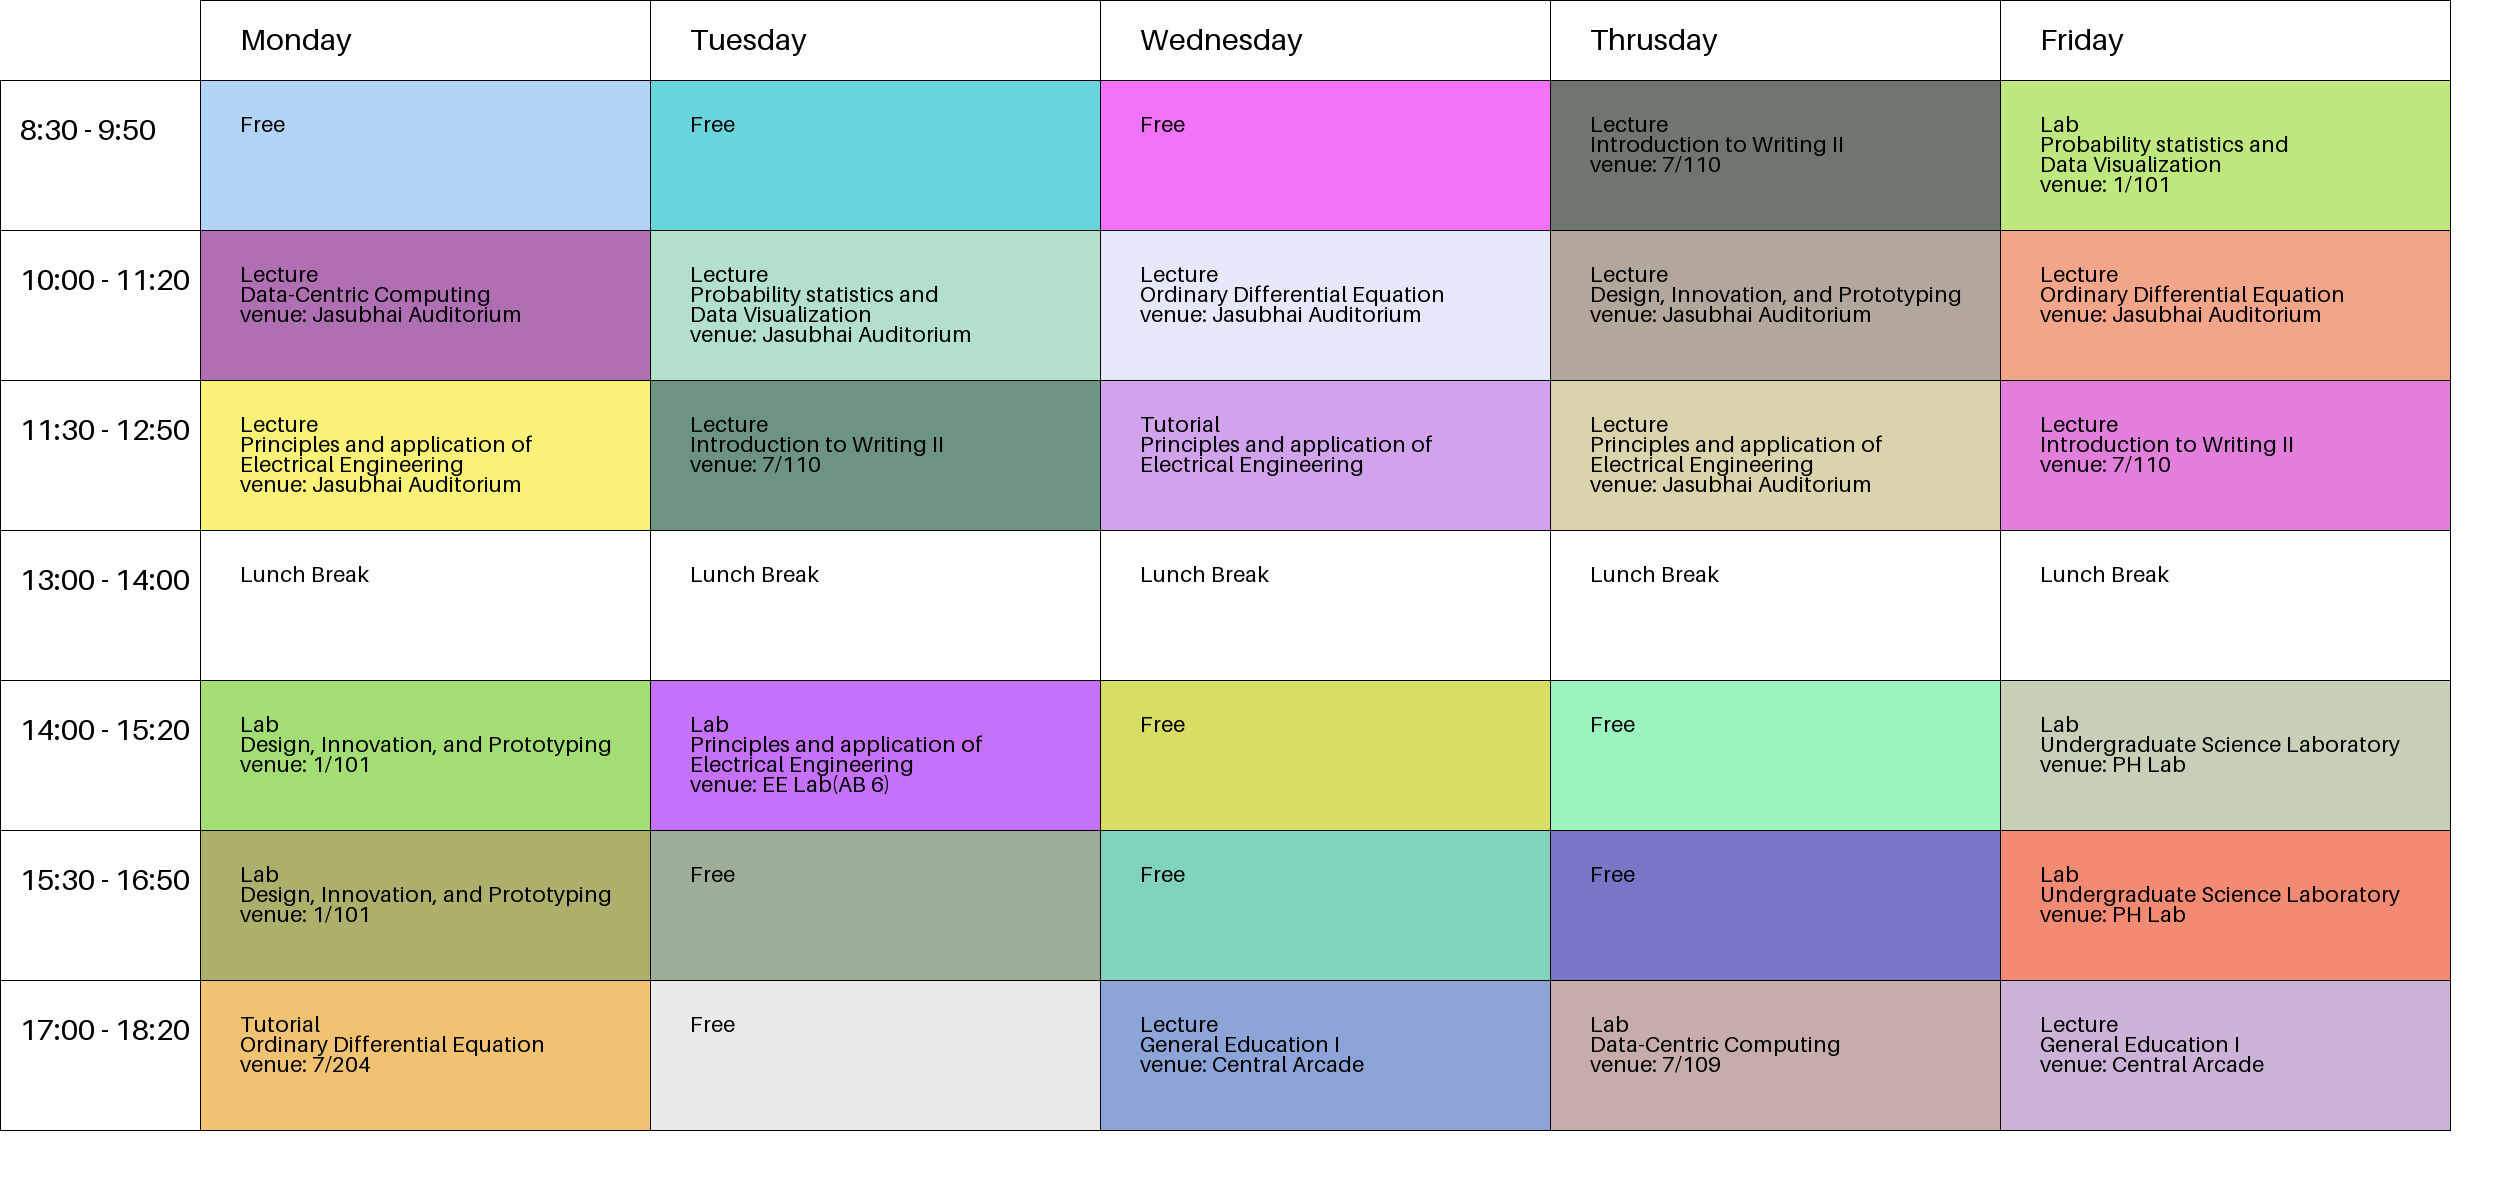 Monday
Tuesday
Wednesday
Thrusday
Friday
8:30 - 9:50
Free
Free
Free
Lecture
Introduction to Writing II
venue: 7/110
Lab
Probability statistics and
Data Visualization
venue: 1/101
10:00 - 11:20
Lecture
Data-Centric Computing
venue: Jasubhai Auditorium
Lecture
Probability statistics and
Data Visualization
venue: Jasubhai Auditorium
Lecture
Ordinary Differential Equation
venue: Jasubhai Auditorium
Lecture
Design, Innovation, and Prototyping
venue: Jasubhai Auditorium
Lecture
Ordinary Differential Equation
venue: Jasubhai Auditorium
11:30 - 12:50
Lecture
Principles and application of
Electrical Engineering
venue: Jasubhai Auditorium
Lecture
Introduction to Writing II
venue: 7/110
Tutorial
Principles and application of
Electrical Engineering
Lecture
Principles and application of
Electrical Engineering
venue: Jasubhai Auditorium
Lecture
Introduction to Writing II
venue: 7/110
13:00 - 14:00
Lunch Break
Lunch Break
Lunch Break
Lunch Break
Lunch Break
14:00 - 15:20
Lab
Design, Innovation, and Prototyping
venue: 1/101
Lab
Principles and application of
Electrical Engineering
venue: EE Lab(AB 6)
Free
Free
Lab
Undergraduate Science Laboratory
venue: PH Lab
15:30 - 16:50
Lab
Design, Innovation, and Prototyping
venue: 1/101
Free
Free
Free
Lab
Undergraduate Science Laboratory
venue: PH Lab
17:00 - 18:20
Tutorial
Ordinary Differential Equation
venue: 7/204
Free
Lecture
General Education I
venue: Central Arcade
Lab
Data-Centric Computing
venue: 7/109
Lecture
General Education I
venue: Central Arcade